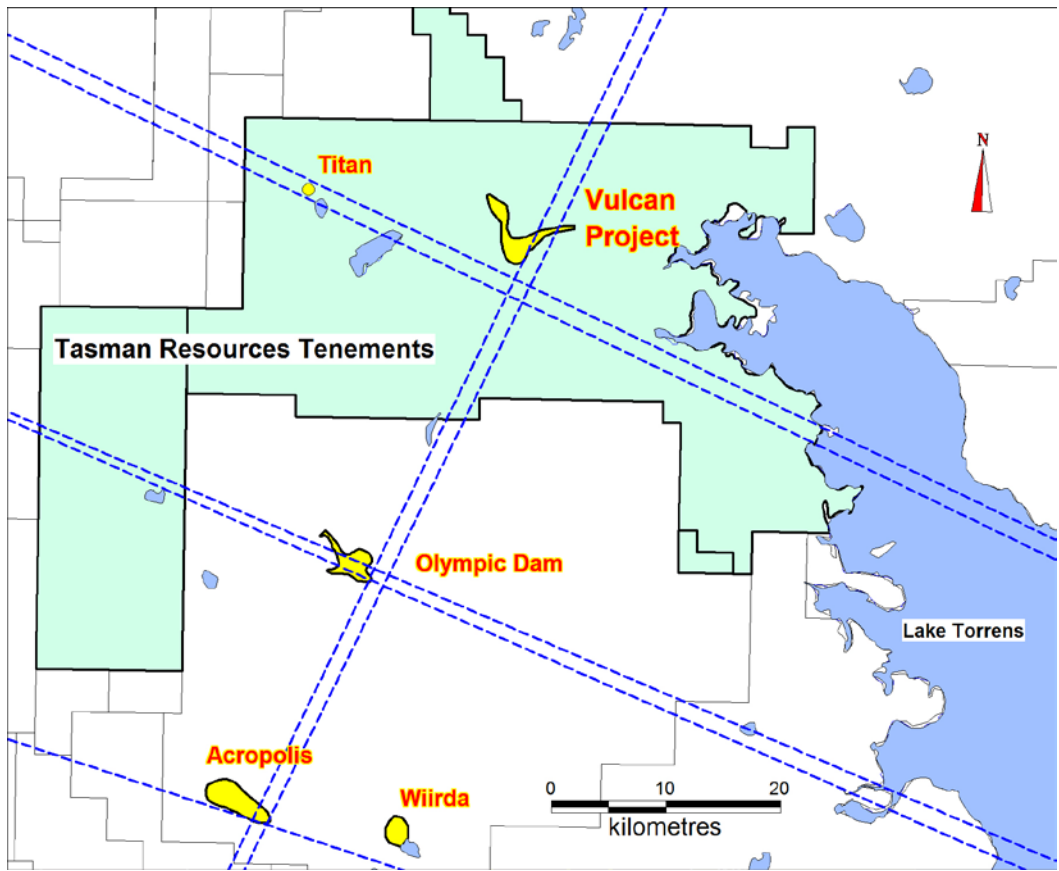 N
Titan
Vulcan
Project
Tasman Resources Tenements
Olympic Dam
Lake Torrens
Acropolis
Wiirda
0 10 20
kilometres